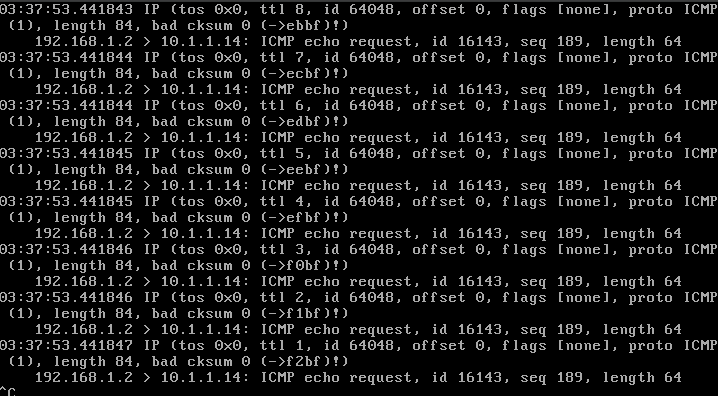 03:37:53.441843 IP (tos 0x0, ttl 8, id 64048, offset 0, flags [none], proto ICMP
 (1), length 84, bad cksum 0 (->ebbf)!)
    192.168.1.2 > 10.1.1.14: ICMP echo request, id 16143, seq 189, length 64
03:37:53.441844 IP (tos 0x0, ttl 7, id 64048, offset 0, flags [none], proto ICMP
 (1), length 84, bad cksum 0 (->ecbf)!)
    192.168.1.2 > 10.1.1.14: ICMP echo request, id 16143, seq 189, length 64
03:37:53.441844 IP (tos 0x0, ttl 6, id 64048, offset 0, flags [none], proto ICMP
 (1), length 84, bad cksum 0 (->edbf)!)
    192.168.1.2 > 10.1.1.14: ICMP echo request, id 16143, seq 189, length 64
03:37:53.441845 IP (tos 0x0, ttl 5, id 64048, offset 0, flags [none], proto ICMP
 (1), length 84, bad cksum 0 (->eebf)!)
    192.168.1.2 > 10.1.1.14: ICMP echo request, id 16143, seq 189, length 64
03:37:53.441845 IP (tos 0x0, ttl 4, id 64048, offset 0, flags [none], proto ICMP
 (1), length 84, bad cksum 0 (->efbf)!)
    192.168.1.2 > 10.1.1.14: ICMP echo request, id 16143, seq 189, length 64
03:37:53.441846 IP (tos 0x0, ttl 3, id 64048, offset 0, flags [none], proto ICMP
 (1), length 84, bad cksum 0 (->f0bf)!)
    192.168.1.2 > 10.1.1.14: ICMP echo request, id 16143, seq 189, length 64
03:37:53.441846 IP (tos 0x0, ttl 2, id 64048, offset 0, flags [none], proto ICMP
 (1), length 84, bad cksum 0 (->f1bf)!)
    192.168.1.2 > 10.1.1.14: ICMP echo request, id 16143, seq 189, length 64
03:37:53.441847 IP (tos 0x0, ttl 1, id 64048, offset 0, flags [none], proto ICMP
 (1), length 84, bad cksum 0 (->f2bf)!)
    192.168.1.2 > 10.1.1.14: ICMP echo request, id 16143, seq 189, length 64
^C